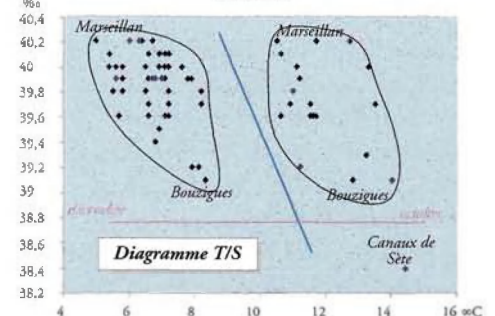 ‰
40,4
40,2
40
39,8
39,6
39,4
39,2
39
38.8
38,6
38,4
38.2
Marseillan
Marseillan
Bouzigues
Bouzigues
Canaux de
Sète
Diagramme T/S
4 6 8 10 12 14 16 ∞C